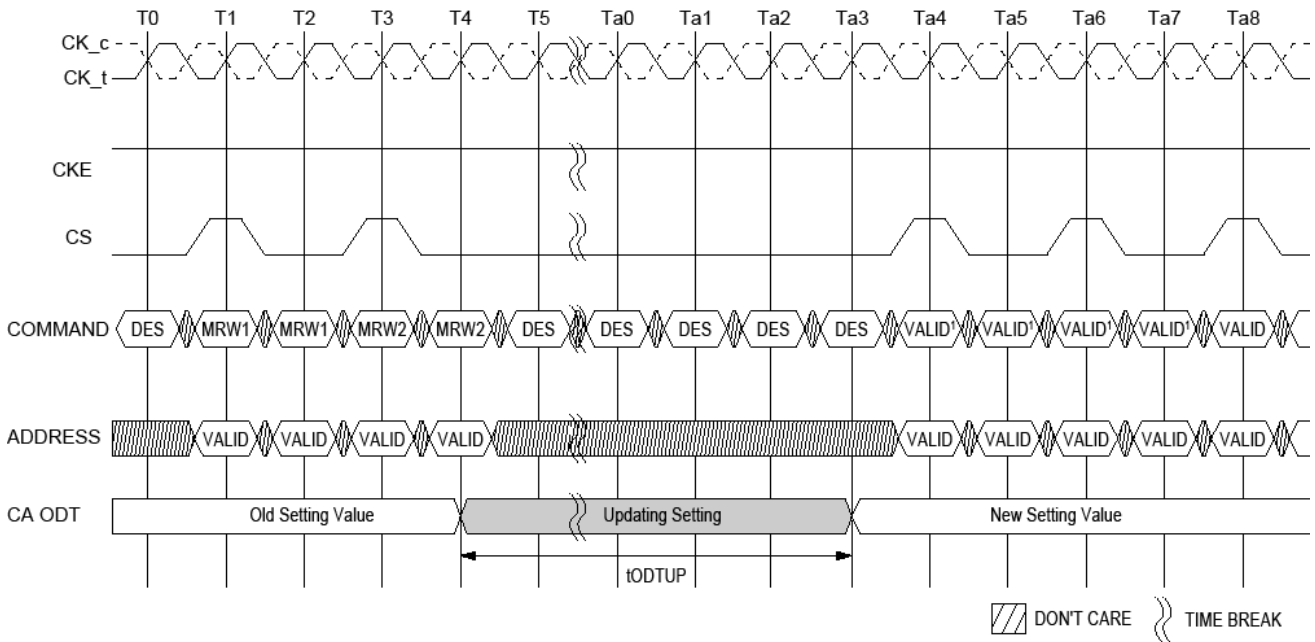 T0 T1 T2 T3 T4 T5 Ta0 Ta1 Ta2 Ta3 Ta4 Ta5 Ta6 Ta7 Ta8
CK_c
CK_t
CKE
CS
COMMAND DES MRW1 MRW1 MRW2 MRW2 DES DES DES DES DES VALID¹ VALID¹ VALID¹ VALID¹ VALID
ADDRESS VALID VALID VALID VALID VALID VALID VALID VALID VALID
CA ODT Old Setting Value Updating Setting New Setting Value
tODTUP
DON'T CARE TIME BREAK